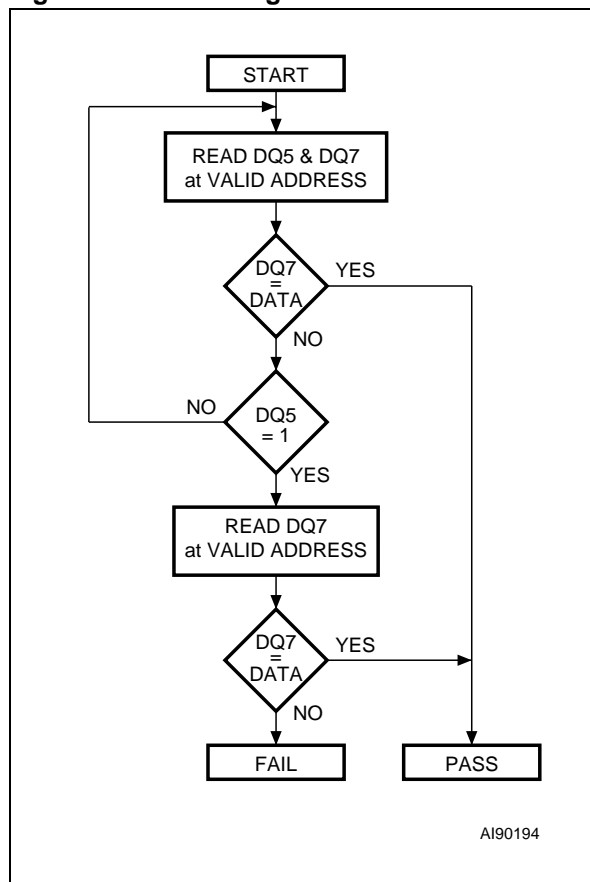 START
READ DQ5 & DQ7
at VALID ADDRESS
DQ7
=
DATA
YES
NO
DQ5
= 1
NO
YES
READ DQ7
at VALID ADDRESS
DQ7
=
DATA
YES
NO
FAIL
PASS
AI90194